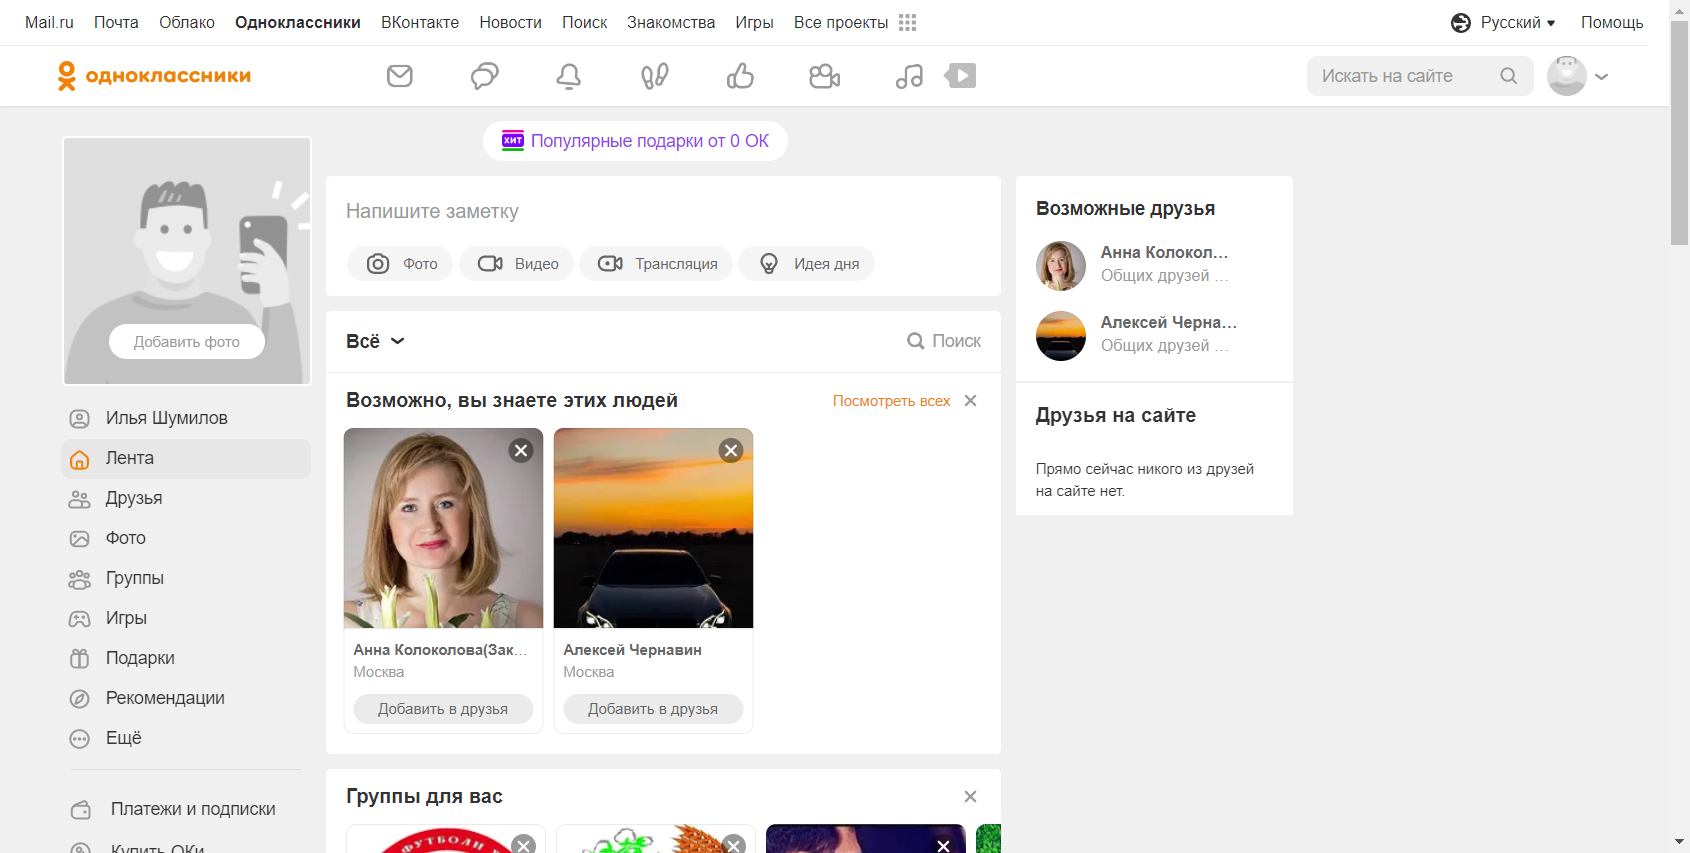 Mail.ru Почта Облако Одноклассники ВКонтакте Новости Поиск Знакомства Игры Все проекты Русский Помощь
одноклассники
Искать на сайте
ХИТ Популярные подарки от 0 ОК
Добавить фото
Илья Шумилов
Лента
Друзья
Фото
Группы
Игры
Подарки
Рекомендации
Ещё
Платежи и подписки
Купить ОКи
Напишите заметку
Фото Видео Трансляция Идея дня
Всё Поиск
Возможно, вы знаете этих людей Посмотреть всех
Анна Колоколова(Зак...
Москва
Добавить в друзья
Алексей Чернавин
Москва
Добавить в друзья
Группы для вас
Возможные друзья
Анна Колокол...
Общих друзей ...
Алексей Черна...
Общих друзей ...
Друзья на сайте
Прямо сейчас никого из друзей
на сайте нет.